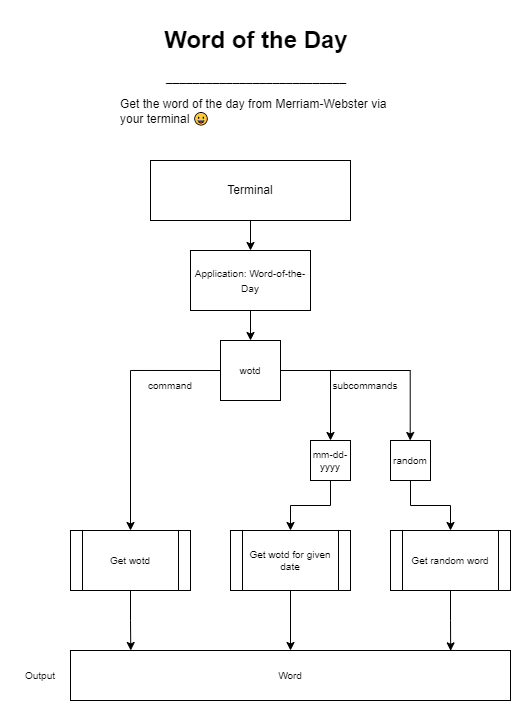 Word of the Day
Get the word of the day from Merriam-Webster via
your terminal 😀
Terminal
Application: Word-of-the-
Day
wotd
command
subcommands
mm-dd-
yyyy
random
Get wotd
Get wotd for given
date
Get random word
Output
Word